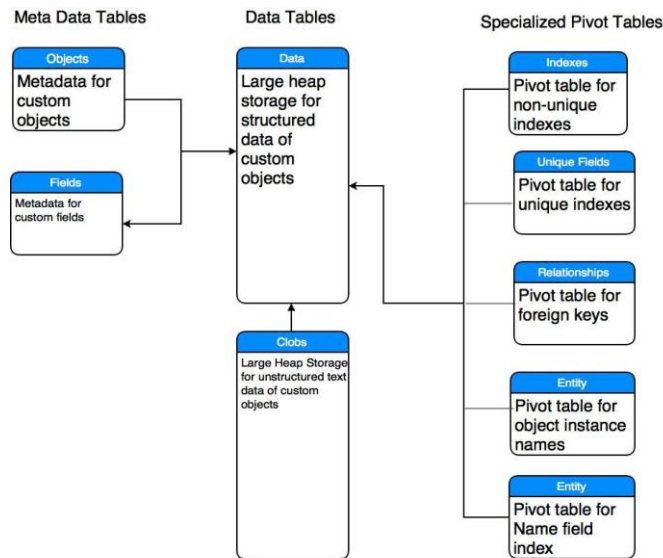 Meta Data Tables
Data Tables
Specialized Pivot Tables
Objects
Metadata for
custom
objects
Fields
Metadata for
custom fields
Data
Large heap
storage for
structured
data of
custom
objects
Clobs
Large Heap Storage
for unstructured text
data of custom
objects
Indexes
Pivot table for
non-unique
indexes
Unique Fields
Pivot table for
unique indexes
Relationships
Pivot table for
foreign keys
Entity
Pivot table for
object instance
names
Entity
Pivot table for
Name field
index